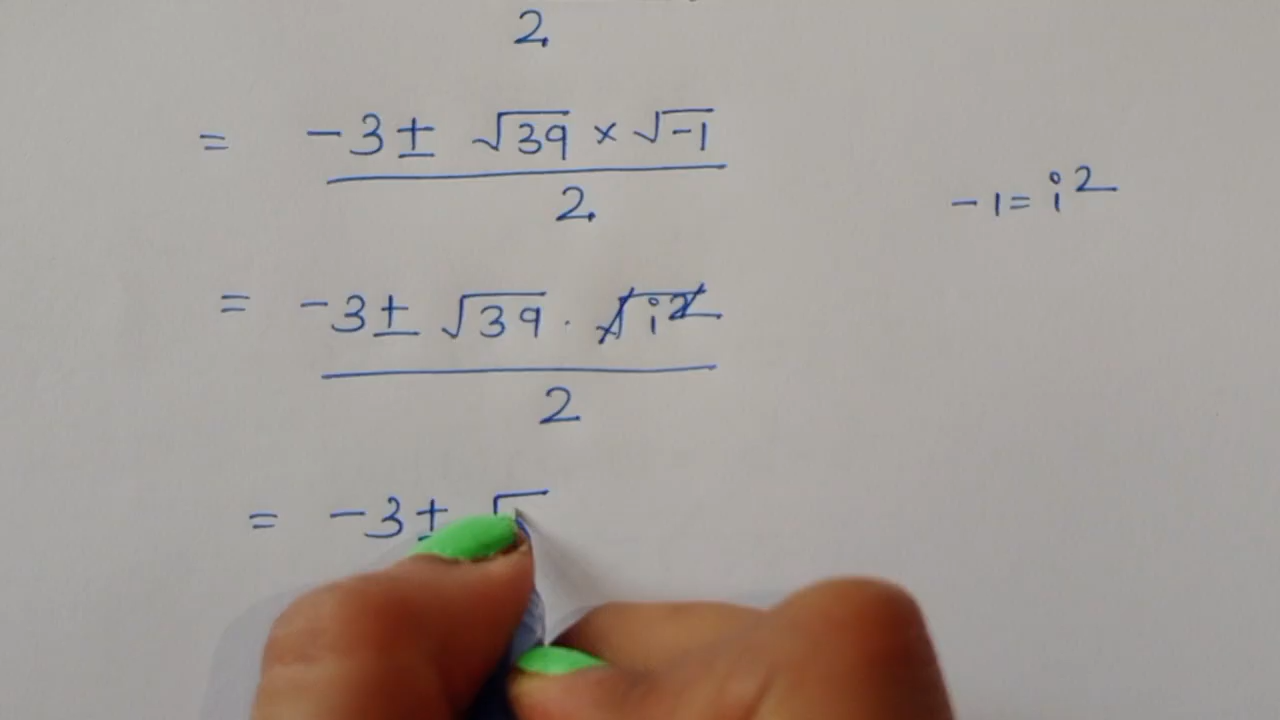 2
= -3 ± √39 × √-1
2
-1 = i²
= -3 ± √39 . √i²
2
= -3 ± √